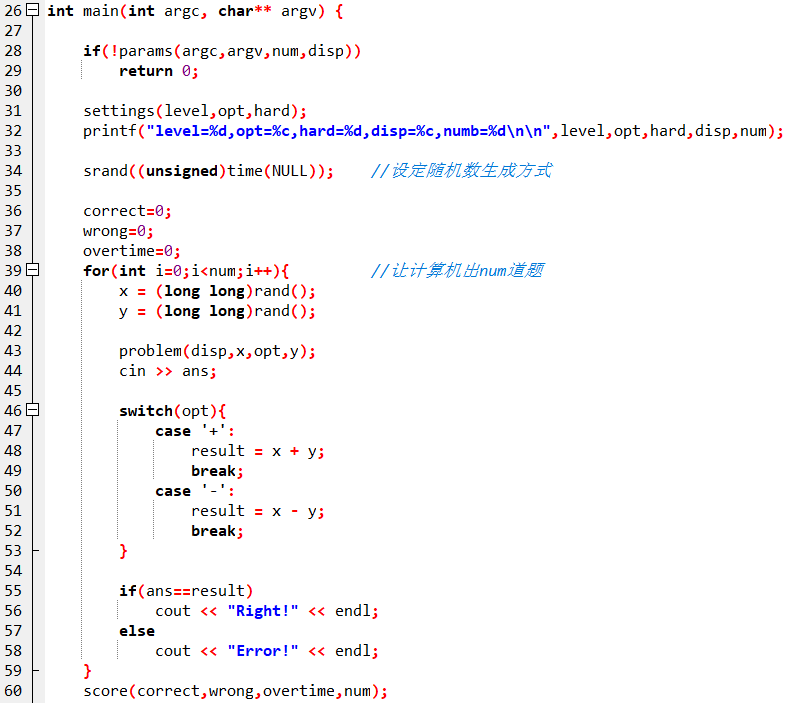 26 int main(int argc, char** argv) {
27
28     if(!params(argc,argv,num,disp))
29         return 0;
30
31     settings(level,opt,hard);
32     printf("level=%d,opt=%c,hard=%d,disp=%c,numb=%d\n\n",level,opt,hard,disp,num);
33
34     srand((unsigned)time(NULL));    //设定随机数生成方式
35
36     correct=0;
37     wrong=0;
38     overtime=0;
39     for(int i=0;i<num;i++){         //让计算机出num道题
40         x = (long long)rand();
41         y = (long long)rand();
42
43         problem(disp,x,opt,y);
44         cin >> ans;
45
46         switch(opt){
47             case '+':
48                 result = x + y;
49                 break;
50             case '-':
51                 result = x - y;
52                 break;
53         }
54
55         if(ans==result)
56             cout << "Right!" << endl;
57         else
58             cout << "Error!" << endl;
59     }
60     score(correct,wrong,overtime,num);